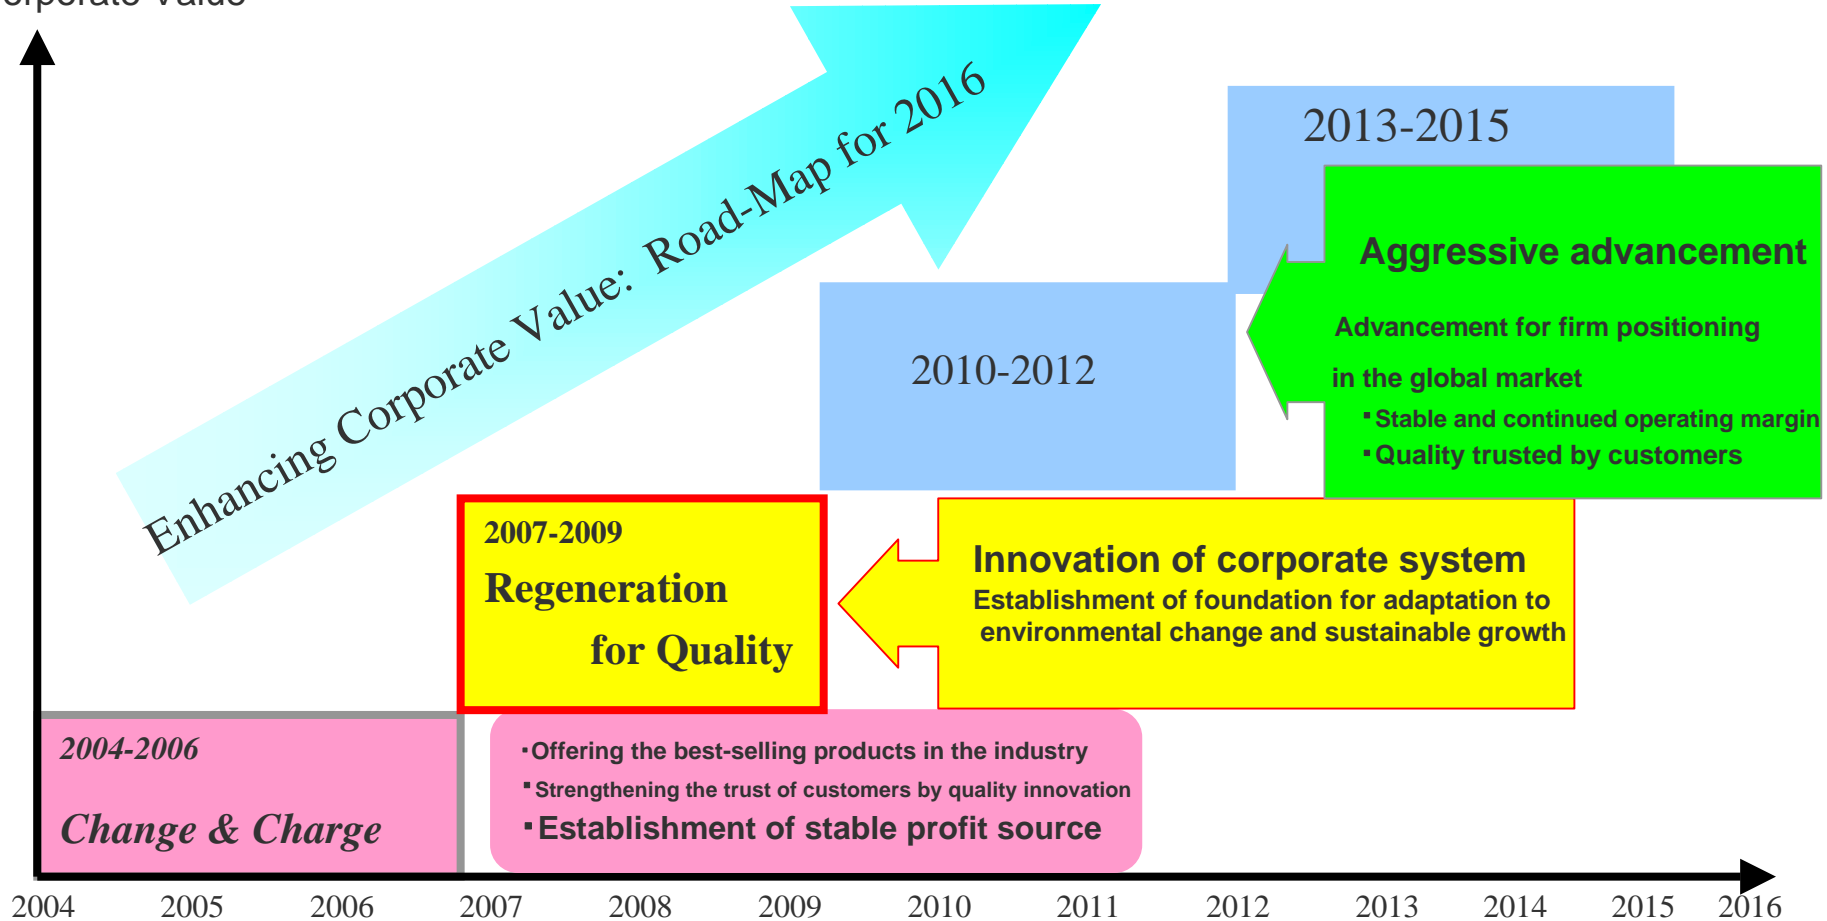 Corporate Value
Enhancing Corporate Value: Road-Map for 2016
2013-2015
Aggressive advancement
Advancement for firm positioning
in the global market
▪Stable and continued operating margin
▪Quality trusted by customers
2010-2012
2007-2009
Regeneration
for Quality
Innovation of corporate system
Establishment of foundation for adaptation to
environmental change and sustainable growth
2004-2006
Change & Charge
▪Offering the best-selling products in the industry
▪Strengthening the trust of customers by quality innovation
▪Establishment of stable profit source
2004 2005 2006 2007 2008 2009 2010 2011 2012 2013 2014 2015 2016